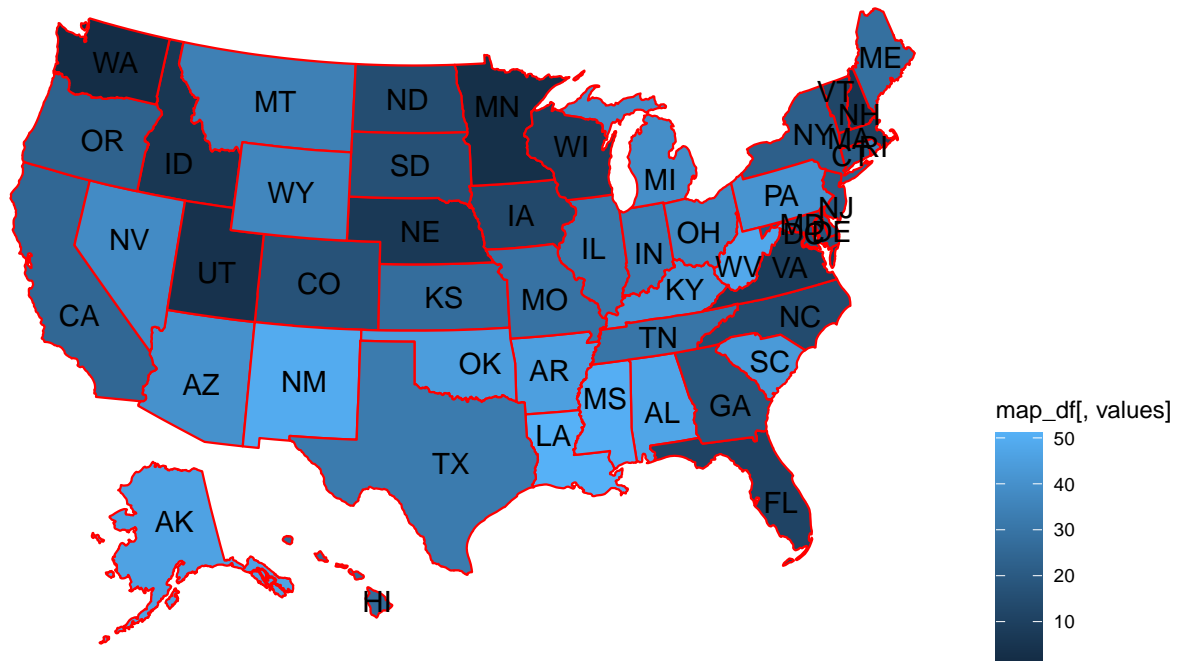 WA
ME
MT
ND
MN
VT
NH
OR
NY
MA
RI
ID
WI
CT
SD
MI
WY
PA
IA
NJ
NV
NE
OH
MD
DC
DE
IL
IN
WV
VA
UT
CO
KS
MO
KY
CA
NC
TN
OK
SC
AZ
NM
AR
MS
AL
GA
map_df[, values]
LA
TX
50
40
FL
AK
30
20
HI
10